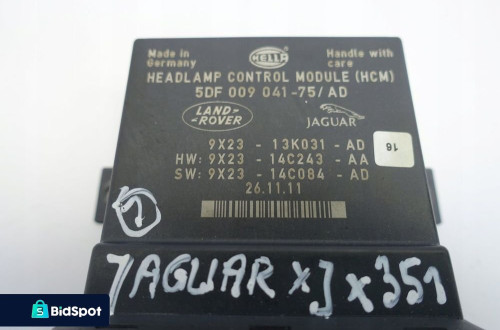 Made in
Germany
HELLA
Handle with
care
HEADLAMP CONTROL MODULE (HCM)
5DF 009 041-75/ AD
LAND-
ROVER
JAGUAR
9X23 - 13K031 - AD
HW: 9X23 - 14C243 - AA
SW: 9X23 - 14C084 - AD
26.11.11
16
1
JAGUAR XJ X351
S BidSpot